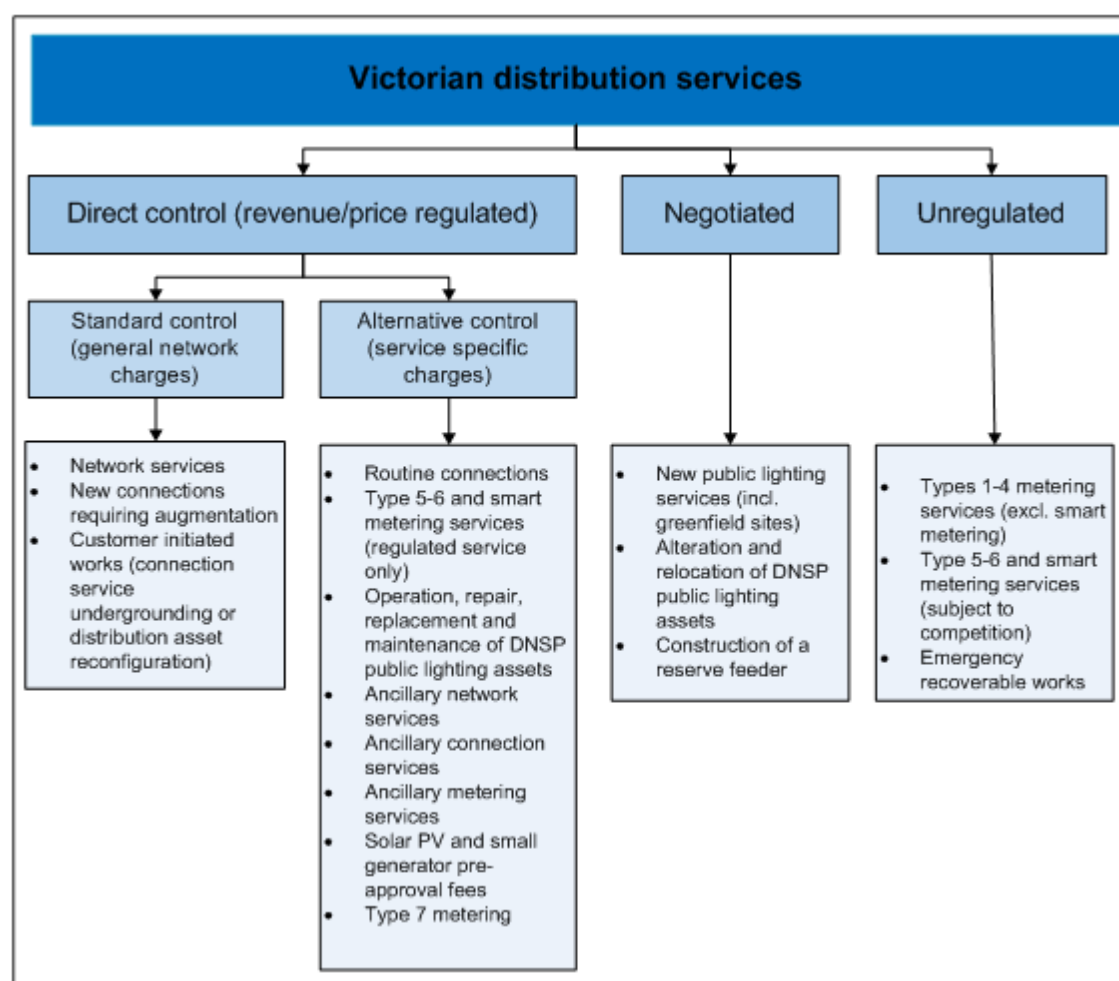 Victorian distribution services
Direct control (revenue/price regulated)
Negotiated
Unregulated
Standard control
(general network
charges)
Alternative control
(service specific
charges)
• Network services
• New connections
requiring augmentation
• Customer initiated
works (connection
service
undergrounding or
distribution asset
reconfiguration)
• Routine connections
• Type 5-6 and smart
metering services
(regulated service
only)
• Operation, repair,
replacement and
maintenance of DNSP
public lighting assets
• Ancillary network
services
• Ancillary connection
services
• Ancillary metering
services
• Solar PV and small
generator pre-
approval fees
• Type 7 metering
• New public lighting
services (incl.
greenfield sites)
• Alteration and
relocation of DNSP
public lighting
assets
• Construction of a
reserve feeder
• Types 1-4 metering
services (excl. smart
metering)
• Type 5-6 and smart
metering services
(subject to
competition)
• Emergency
recoverable works